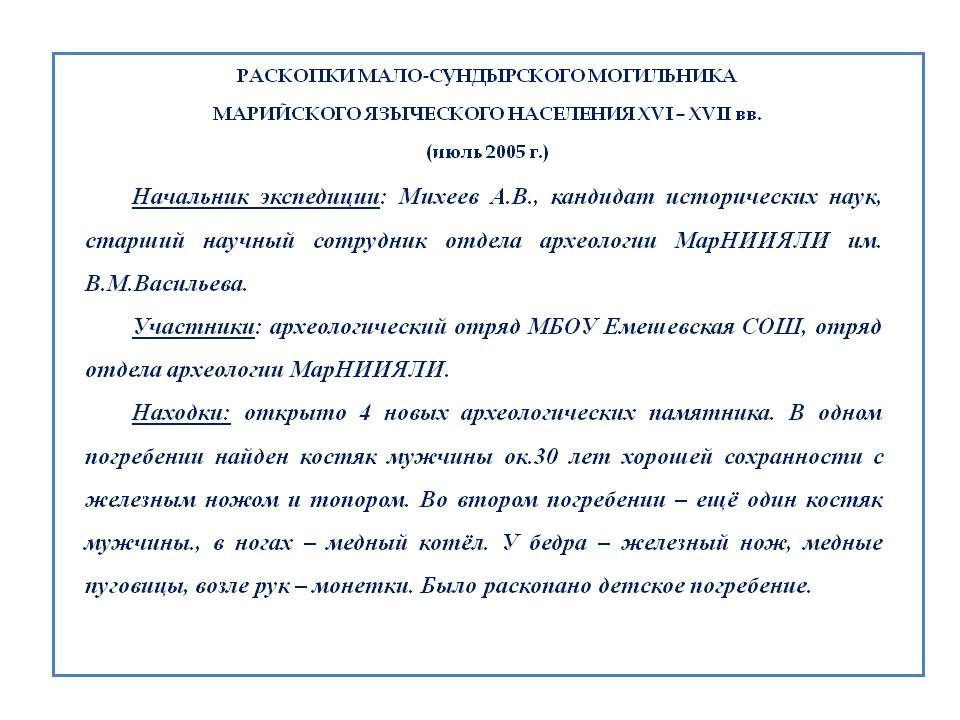 РАСКОПКИ МАЛО-СУНДЫРСКОГО МОГИЛЬНИКА
МАРИЙСКОГО ЯЗЫЧЕСКОГО НАСЕЛЕНИЯ XVI – XVII вв.
(июль 2005 г.)
Начальник экспедиции: Михеев А.В., кандидат исторических наук,
старший научный сотрудник отдела археологии МарНИИЯЛИ им.
В.М.Васильева.
Участники: археологический отряд МБОУ Емешевская СОШ, отряд
отдела археологии МарНИИЯЛИ.
Находки: открыто 4 новых археологических памятника. В одном
погребении найден костяк мужчины ок.30 лет хорошей сохранности с
железным ножом и топором. Во втором погребении – ещё один костяк
мужчины., в ногах – медный котёл. У бедра – железный нож, медные
пуговицы, возле рук – монетки. Было раскопано детское погребение.